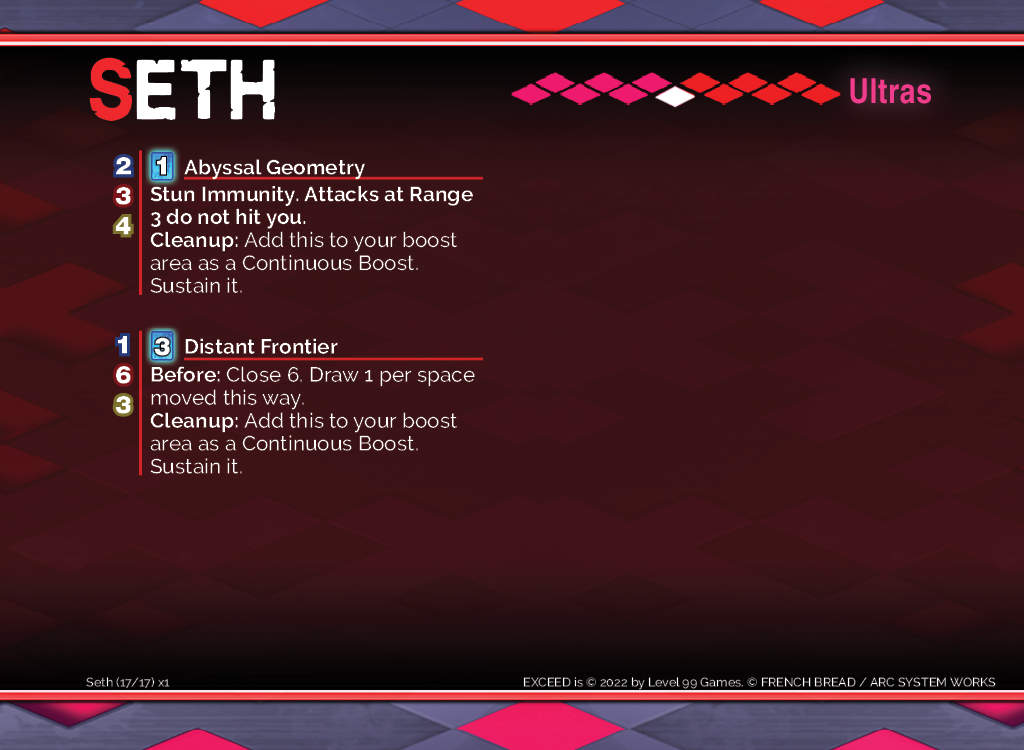 SETH
Ultras
2 1 Abyssal Geometry
3 Stun Immunity. Attacks at Range
4 3 do not hit you.
Cleanup: Add this to your boost
area as a Continuous Boost.
Sustain it.
1 3 Distant Frontier
6 Before: Close 6. Draw 1 per space
3 moved this way.
Cleanup: Add this to your boost
area as a Continuous Boost.
Sustain it.
Seth (17/17) x1
EXCEED is © 2022 by Level 99 Games. © FRENCH BREAD / ARC SYSTEM WORKS